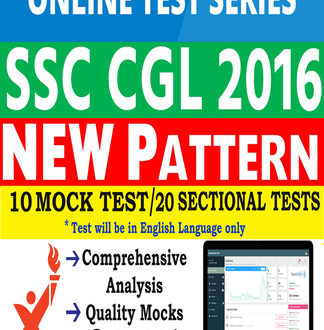 ONLINE TEST SERIES
SSC CGL 2016
NEW PATTERN
10 MOCK TEST/20 SECTIONAL TESTS
* Test will be in English Language only
→Comprehensive
Analysis
→Quality Mocks